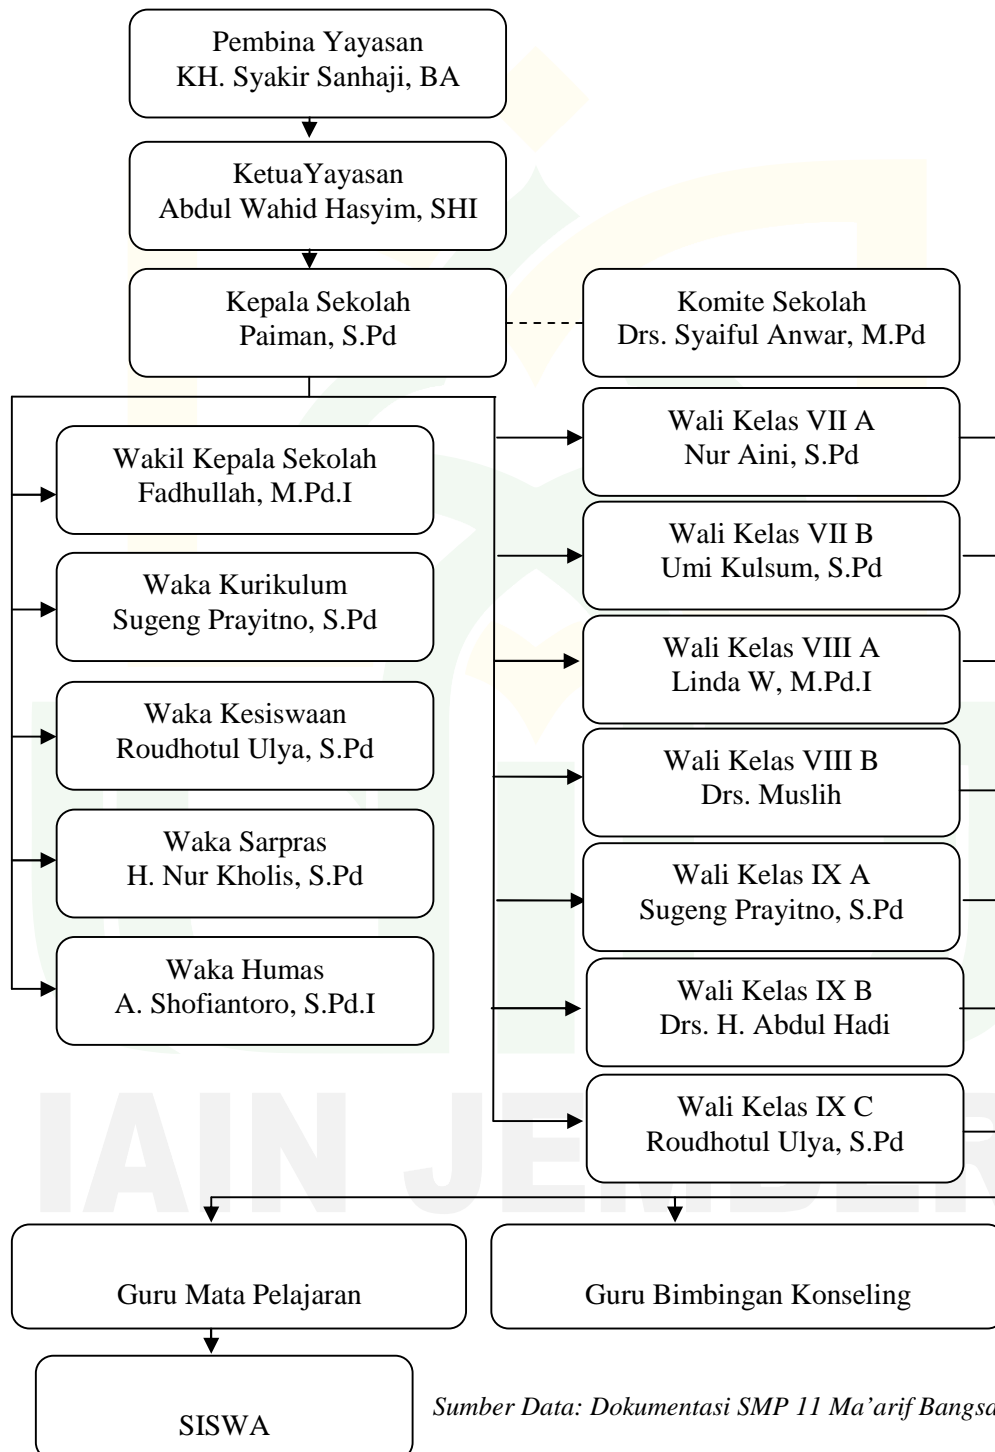 Pembina Yayasan
KH. Syakir Sanhaji, BA
KetuaYayasan
Abdul Wahid Hasyim, SHI
Kepala Sekolah
Paiman, S.Pd
Komite Sekolah
Drs. Syaiful Anwar, M.Pd
Wakil Kepala Sekolah
Fadhullah, M.Pd.I
Waka Kurikulum
Sugeng Prayitno, S.Pd
Waka Kesiswaan
Roudhotul Ulya, S.Pd
Waka Sarpras
H. Nur Kholis, S.Pd
Waka Humas
A. Shofiantoro, S.Pd.I
Wali Kelas VII A
Nur Aini, S.Pd
Wali Kelas VII B
Umi Kulsum, S.Pd
Wali Kelas VIII A
Linda W, M.Pd.I
Wali Kelas VIII B
Drs. Muslih
Wali Kelas IX A
Sugeng Prayitno, S.Pd
Wali Kelas IX B
Drs. H. Abdul Hadi
Wali Kelas IX C
Roudhotul Ulya, S.Pd
IAIN JEMBER
Guru Mata Pelajaran
Guru Bimbingan Konseling
SISWA
Sumber Data: Dokumentasi SMP 11 Ma’arif Bangsa